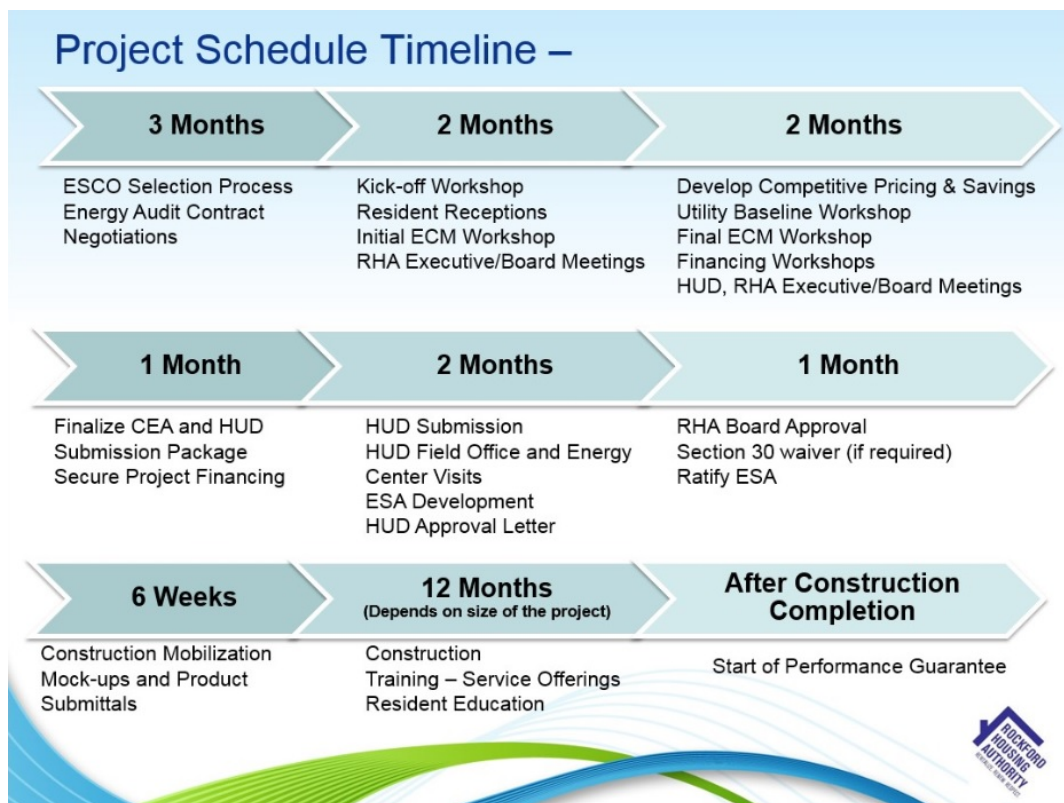 Project Schedule Timeline –
3 Months
2 Months
2 Months
ESCO Selection Process
Energy Audit Contract
Negotiations
Kick-off Workshop
Resident Receptions
Initial ECM Workshop
RHA Executive/Board Meetings
Develop Competitive Pricing & Savings
Utility Baseline Workshop
Final ECM Workshop
Financing Workshops
HUD, RHA Executive/Board Meetings
1 Month
2 Months
1 Month
Finalize CEA and HUD
Submission Package
Secure Project Financing
HUD Submission
HUD Field Office and Energy
Center Visits
ESA Development
HUD Approval Letter
RHA Board Approval
Section 30 waiver (if required)
Ratify ESA
6 Weeks
12 Months
(Depends on size of the project)
After Construction
Completion
Construction Mobilization
Mock-ups and Product
Submittals
Construction
Training – Service Offerings
Resident Education
Start of Performance Guarantee
ROCKFORD
HOUSING
AUTHORITY